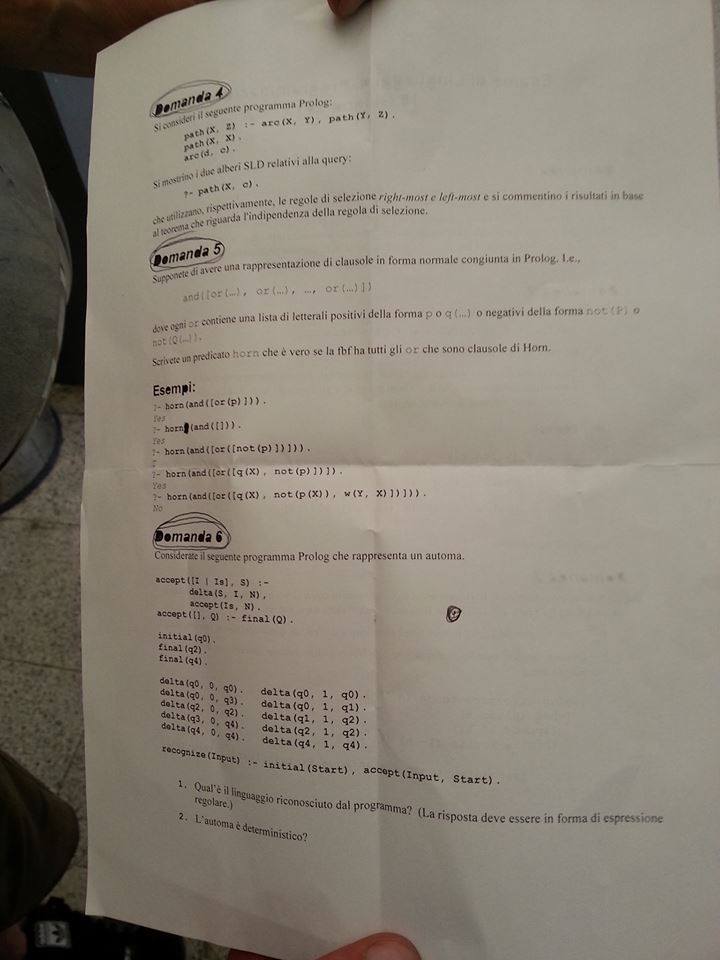 Domanda 4
Si consideri il seguente programma Prolog:
path(X, Z) :- arc(X, Y), path(Y, Z).
path(X, X).
arc(d, c).
Si mostrino i due alberi SLD relativi alla query:
?- path(X, c).
che utilizzano, rispettivamente, le regole di selezione right-most e left-most e si commentino i risultati in base
al teorema che riguarda l'indipendenza della regola di selezione.
Domanda 5
Supponete di avere una rappresentazione di clausole in forma normale congiunta in Prolog. I.e.,
and([or(…), or(…), …, or(…)])
dove ogni or contiene una lista di letterali positivi della forma p o q(…) o negativi della forma not(P) o
not(Q(…)).
Scrivete un predicato horn che è vero se la fbf ha tutti gli or che sono clausole di Horn.
Esempi:
?- horn(and([or(p)])).
Yes
?- horn(and([])).
Yes
?- horn(and([or([not(p)])])).
?- horn(and([or([q(X), not(p)])]).
Yes
?- horn(and([or([q(X), not(p(X)), w(Y, X)])])).
No
Domanda 6
Considerate il seguente programma Prolog che rappresenta un automa.
accept([I | Is], S) :-
delta(S, I, N),
accept(Is, N).
accept([], Q) :- final(Q).
initial(q0).
final(q2).
final(q4).
delta(q0, 0, q0). delta(q0, 1, q0).
delta(q0, 0, q3). delta(q0, 1, q1).
delta(q2, 0, q2). delta(q1, 1, q2).
delta(q3, 0, q4). delta(q2, 1, q2).
delta(q4, 0, q4). delta(q4, 1, q4).
recognize(Input) :- initial(Start), accept(Input, Start).
1. Qual'è il linguaggio riconosciuto dal programma? (La risposta deve essere in forma di espressione
regolare.)
2. L'automa è deterministico?